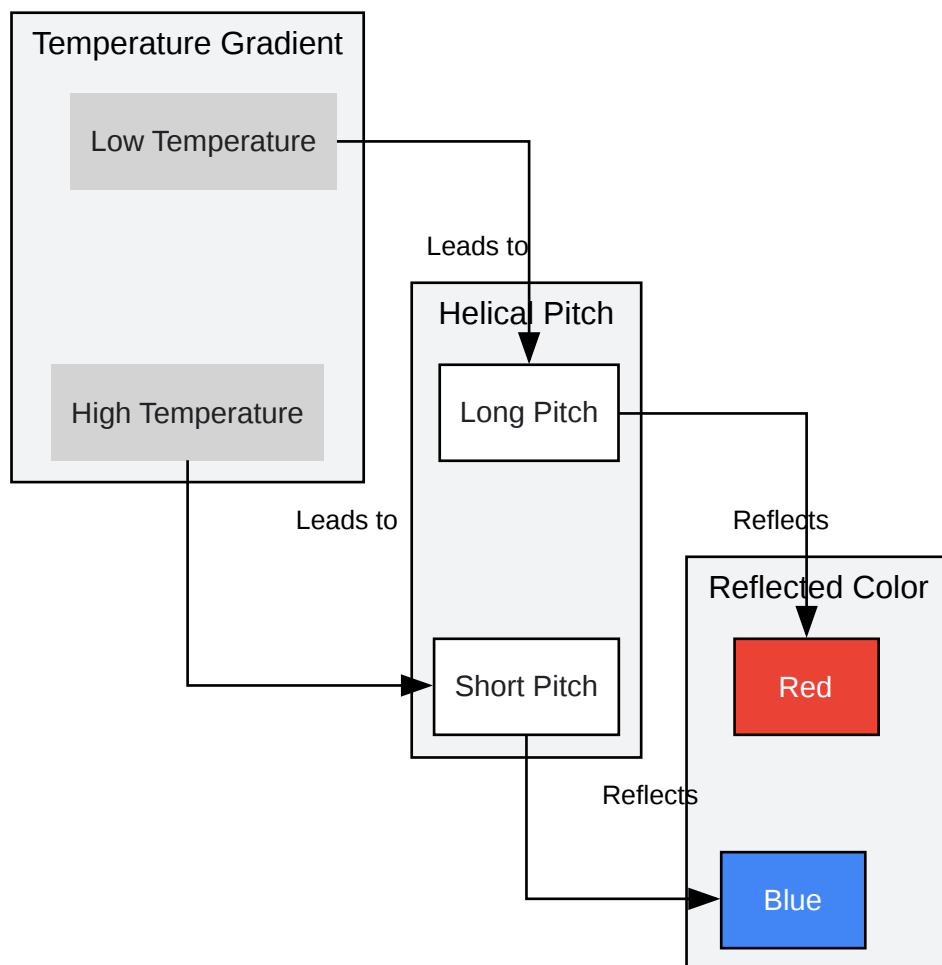 Temperature Gradient
Low Temperature
Leads to
Helical Pitch
Long Pitch
High Temperature
Leads to
Reflects
Reflected Color
Short Pitch
Red
Reflects
Blue